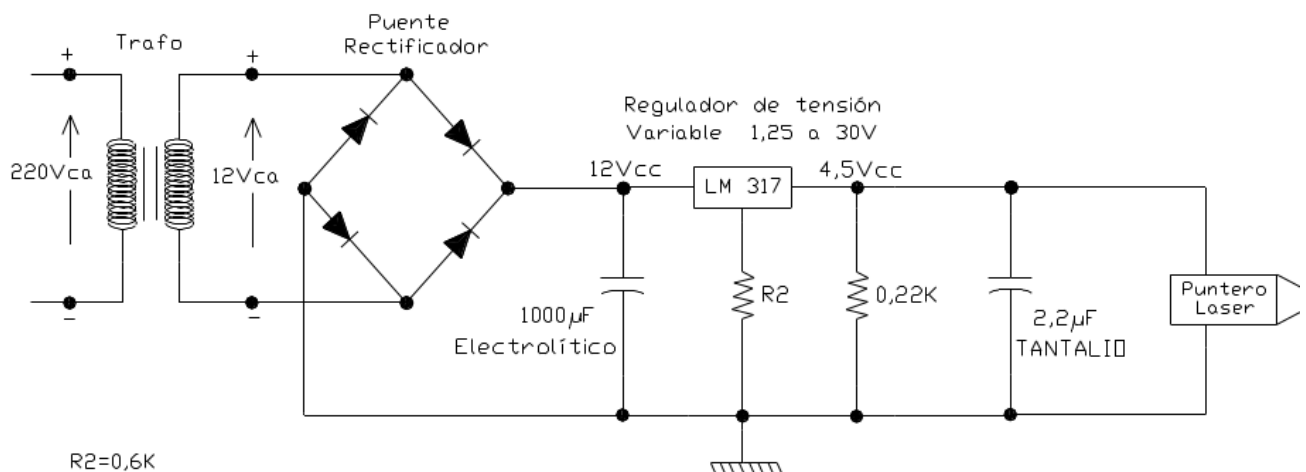 Trafo
Puente
Rectificador
+
+
220Vca
12Vca
-
-
Regulador de tensión
Variable 1,25 a 30V
12Vcc
LM 317
4,5Vcc
1000µF
Electrolítico
R2
0,22K
2,2µF
TANTALIO
Puntero
Laser
R2=0,6K